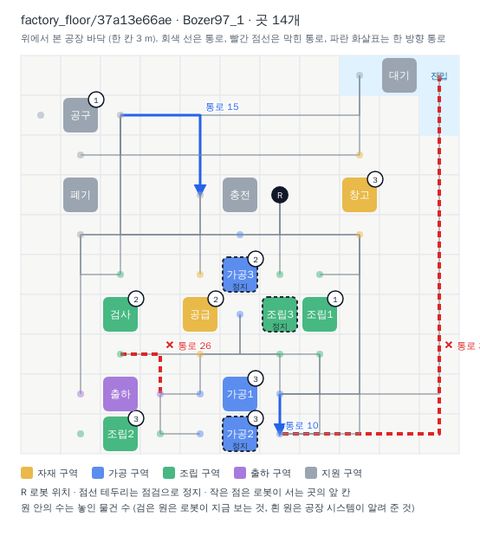 factory_floor/37a13e66ae · Bozer97_1 · 곳 14개
위에서 본 공장 바닥 (한 칸 3 m). 회색 선은 통로, 빨간 점선은 막힌 통로, 파란 화살표는 한 방향 통로
대기
공구 1
통로 15
폐기
충전
R
창고 3
가공3 2
정지
검사 2
공급 2
조립3
정지
조립1 1
✖ 통로 26
✖ 통로
출하
가공1 3
조립2 3
가공2 3
정지
통로 10
자재 구역
가공 구역
조립 구역
출하 구역
지원 구역
R 로봇 위치 · 점선 테두리는 점검으로 정지 · 작은 점은 로봇이 서는 곳의 앞 칸
원 안의 수는 놓인 물건 수 (검은 원은 로봇이 지금 보는 것, 흰 원은 공장 시스템이 알려 준 것)